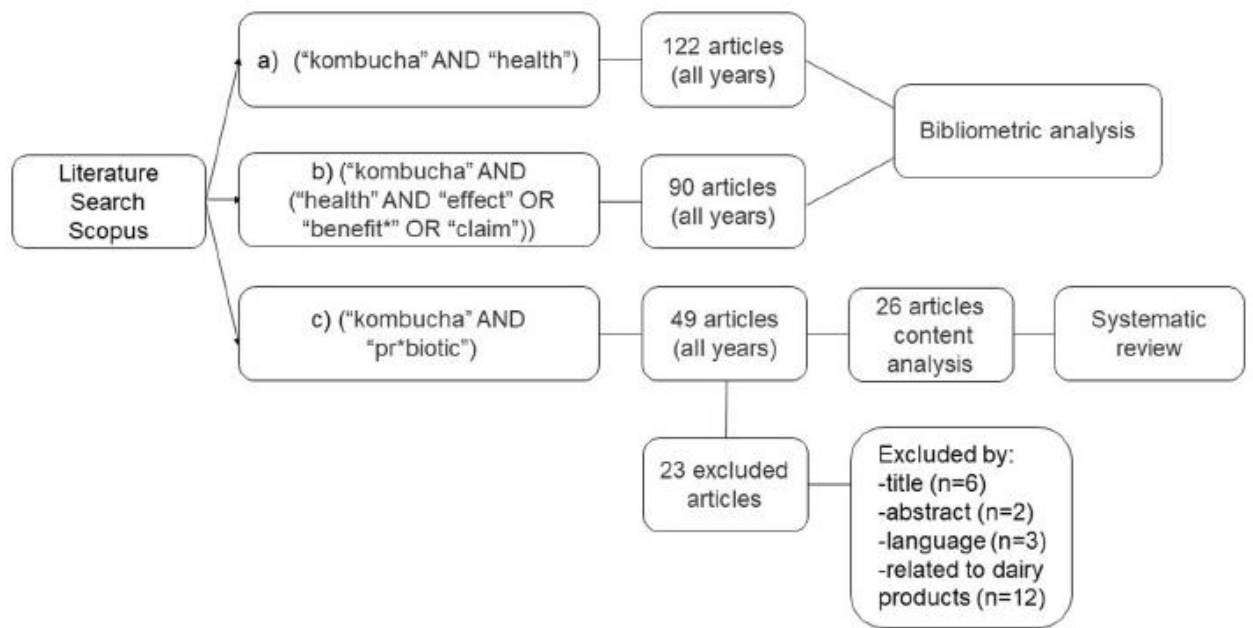 Literature
Search
Scopus
a) (“kombucha” AND “health”)
122 articles
(all years)
Bibliometric analysis
b) (“kombucha” AND
(“health” AND “effect” OR
“benefit*” OR “claim”))
90 articles
(all years)
c) (“kombucha” AND
“pr*biotic”)
49 articles
(all years)
26 articles
content
analysis
Systematic
review
23 excluded
articles
Excluded by:
-title (n=6)
-abstract (n=2)
-language (n=3)
-related to dairy
products (n=12)